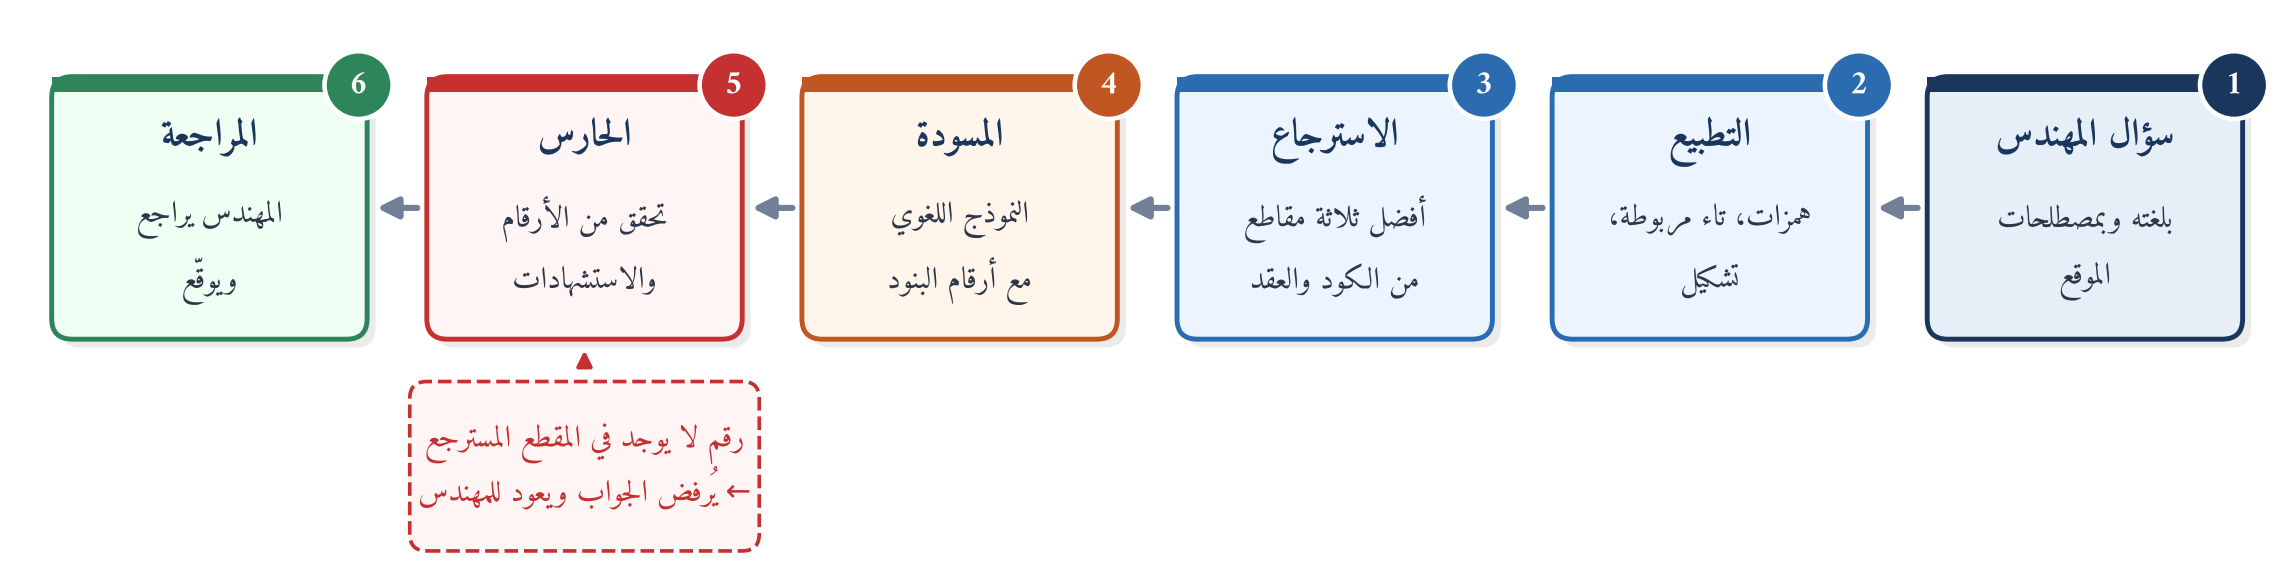 1
سؤال المهندس
بلغته وبمصطلحات
الموقع
2
التطبيع
همزات، تاء مربوطة،
تشكيل
3
الاسترجاع
أفضل ثلاثة مقاطع
من الكود والعقد
4
المسودة
النموذج اللغوي
مع أرقام البنود
5
الحارس
تحقق من الأرقام
والاستشهادات
6
المراجعة
المهندس يراجع
ويوقّع
رقم لا يوجد في المقطع المسترجع
← يُرفض الجواب ويعود للمهندس